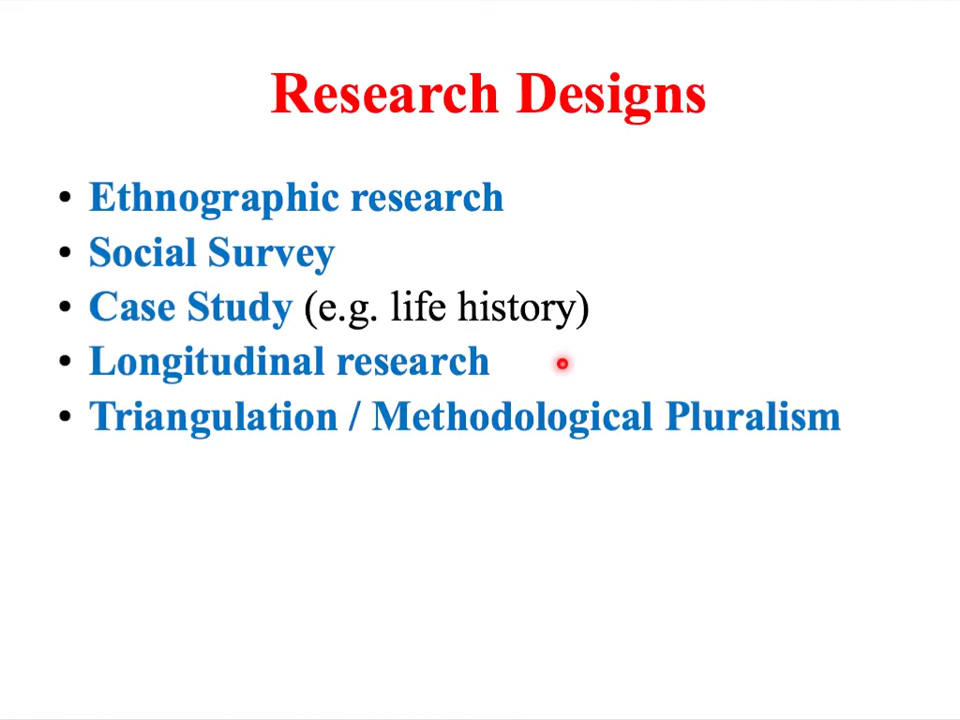 Research Designs
• Ethnographic research
• Social Survey
• Case Study (e.g. life history)
• Longitudinal research
• Triangulation / Methodological Pluralism